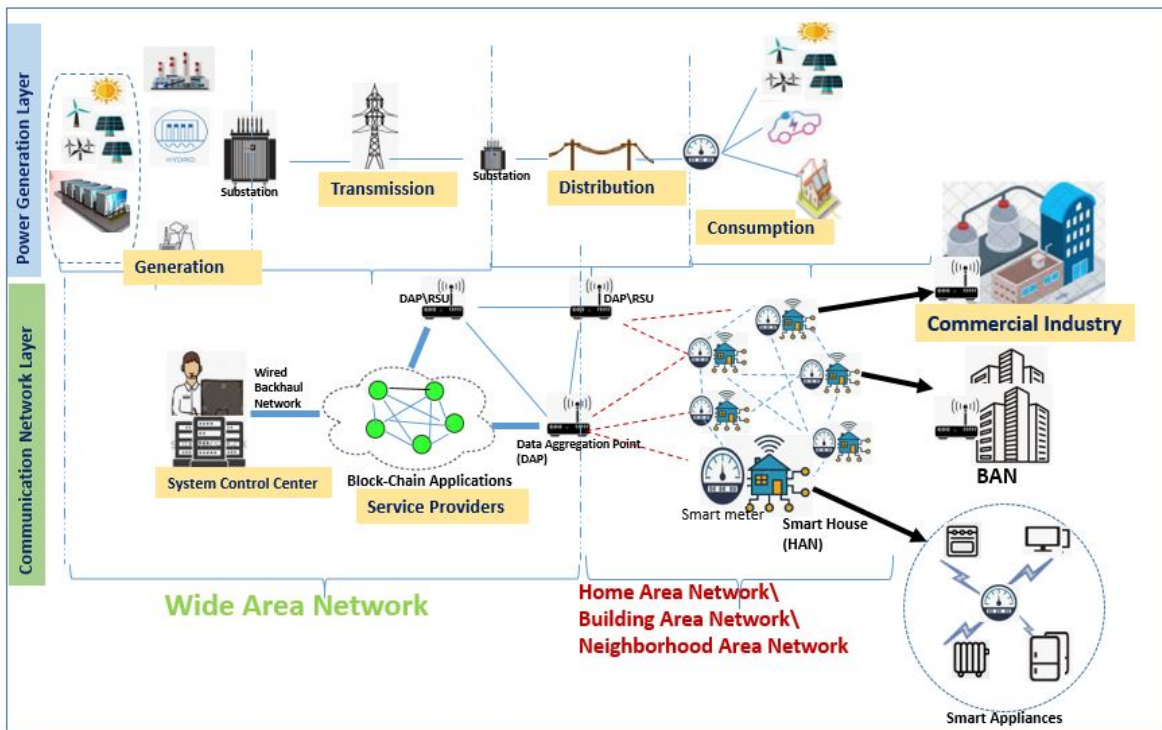 Power Generation Layer
HYDRO
Substation
Transmission
Substation
Distribution
Consumption
Generation
Communication Network Layer
DAP\RSU
DAP\RSU
Commercial Industry
Wired
Backhaul
Network
System Control Center
Block-Chain Applications
Service Providers
Data Aggregation Point
(DAP)
Smart meter
Smart House
(HAN)
BAN
Wide Area Network
Home Area Network\
Building Area Network\
Neighborhood Area Network
Smart Appliances